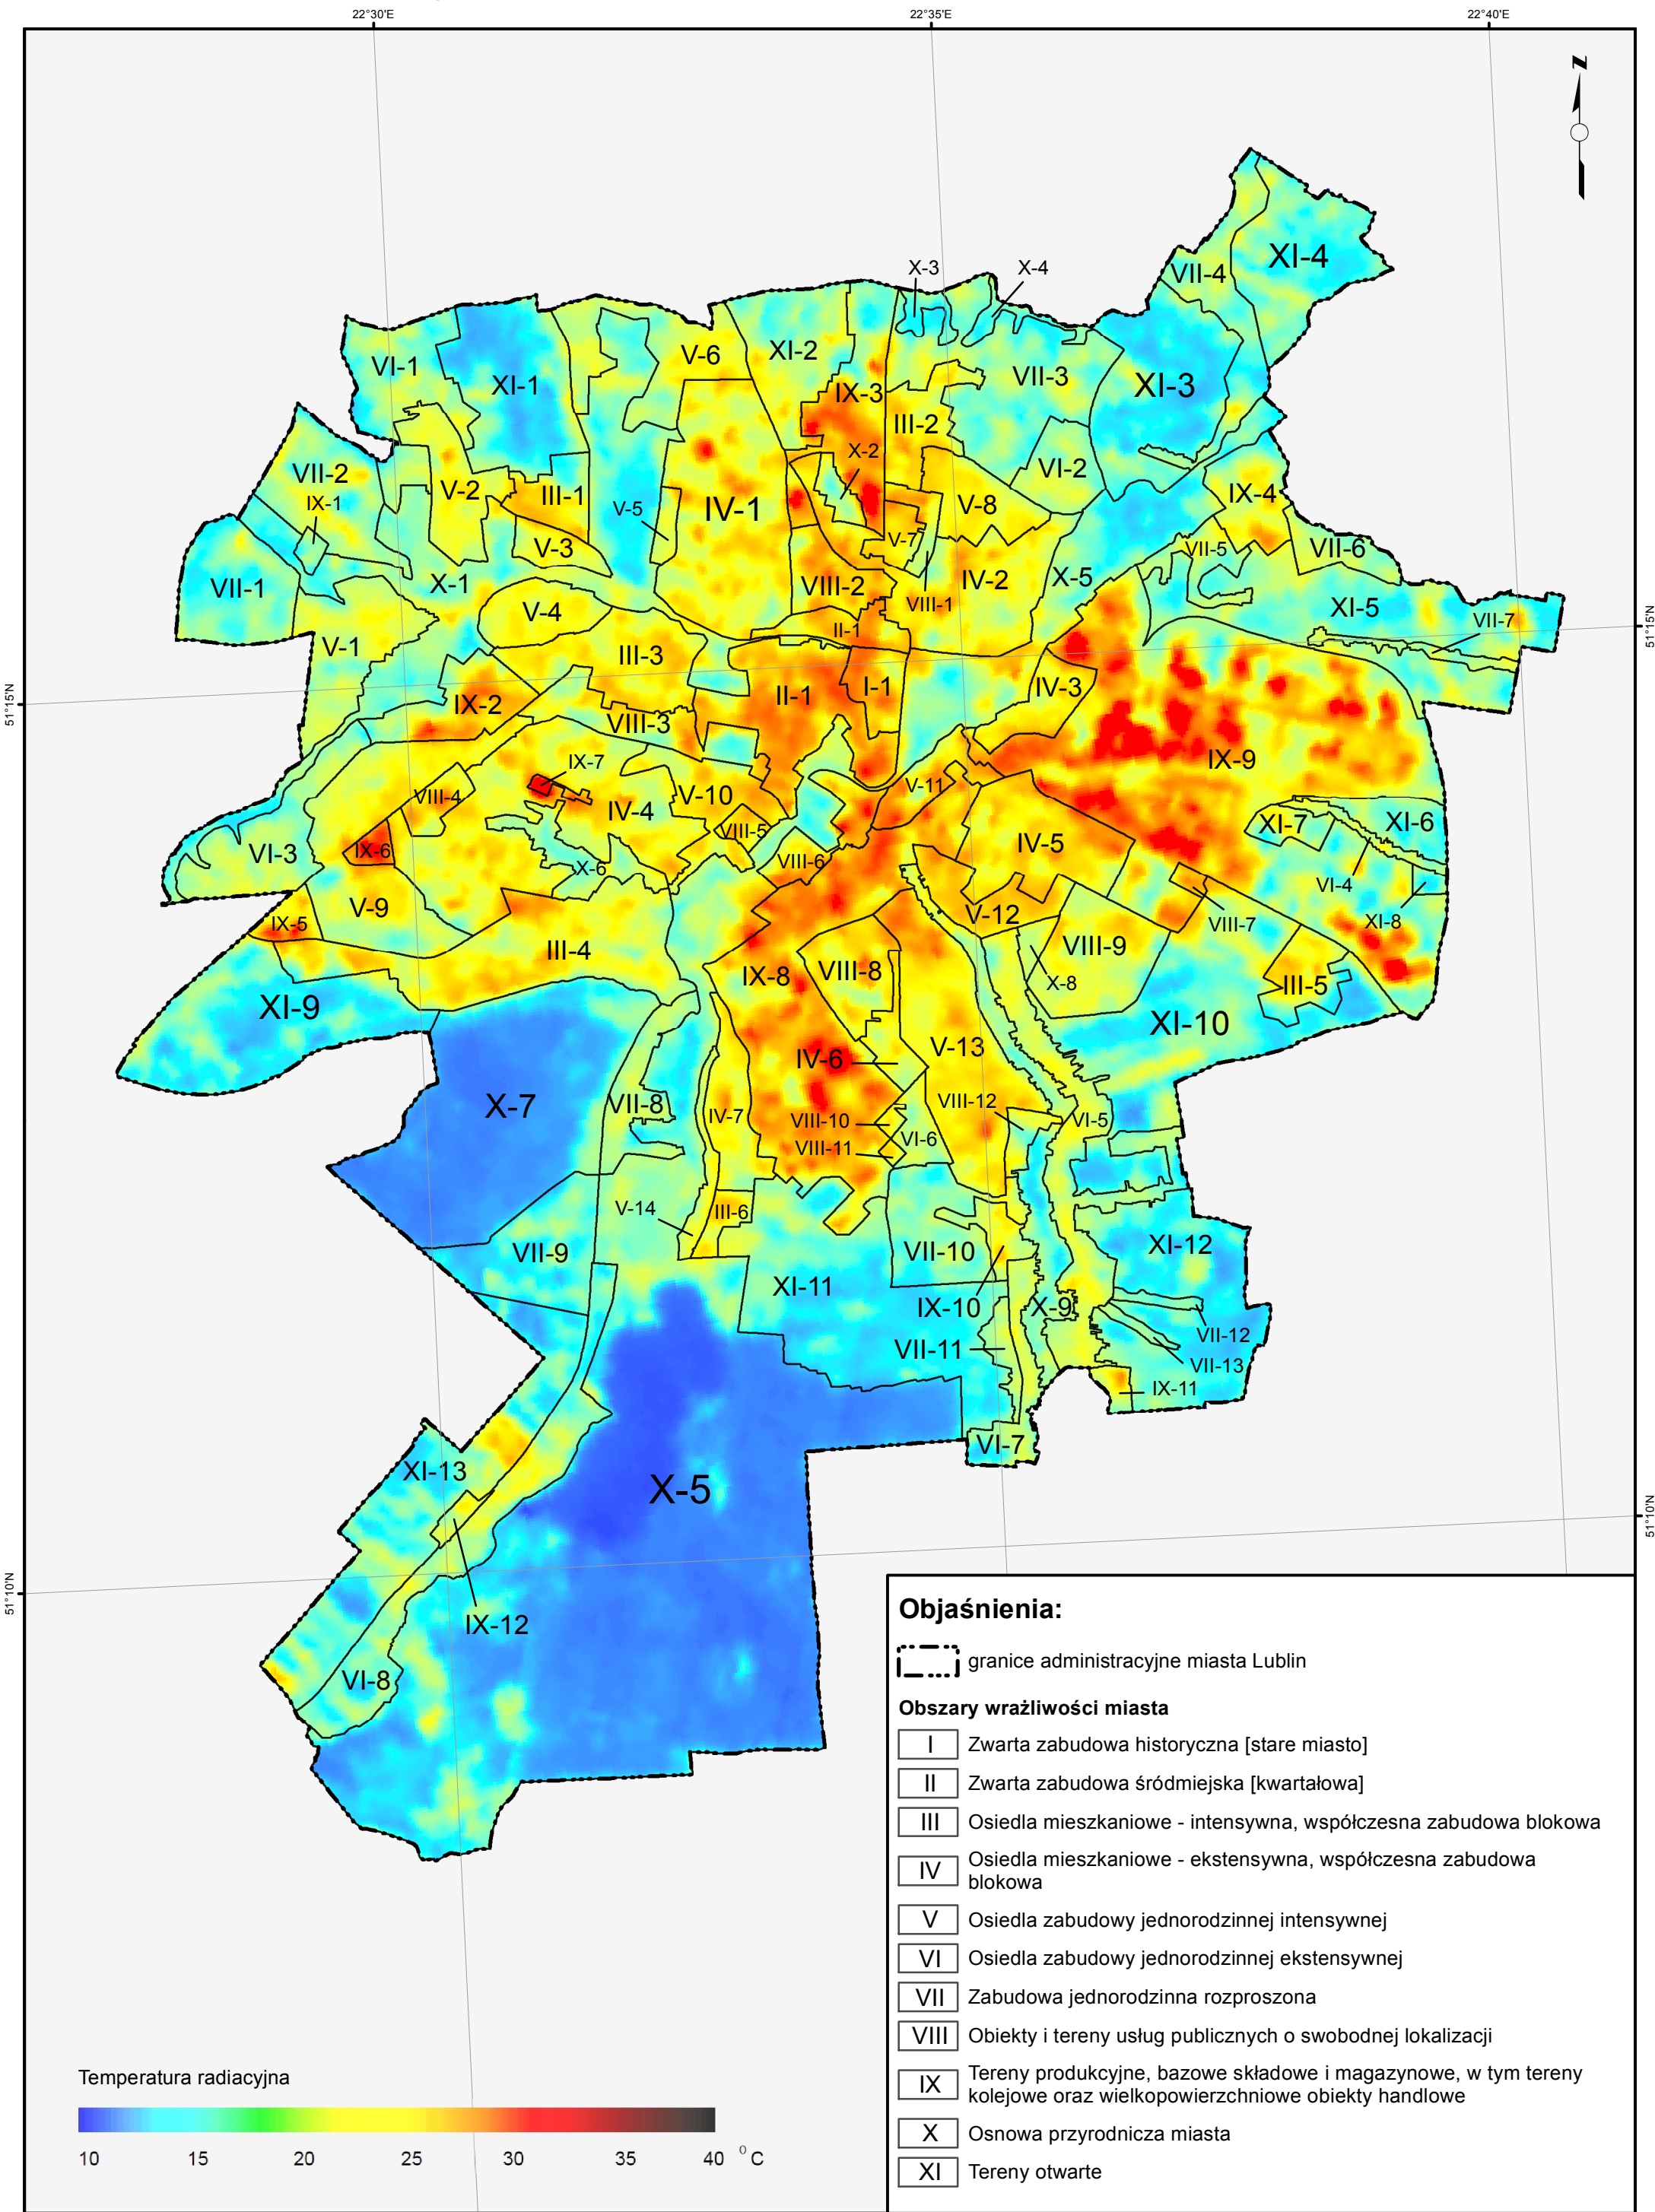 22°30'E
22°35'E
22°40'E
N
XI-4
VII-4
X-3
X-4
VI-1
XI-1
V-6
XI-2
VII-3
XI-3
IX-3
III-2
VII-2
IX-1
V-2
III-1
V-5
IV-1
X-2
VI-2
V-8
IX-4
V-3
V-7
VII-5
VII-6
VII-1
X-1
VIII-2
VIII-1
IV-2
X-5
XI-5
VII-7
V-4
II-1
V-1
III-3
51°15'N
51°15'N
IX-2
VIII-3
II-1
I-1
IV-3
IX-9
IX-7
VIII-4
IV-4
V-10
V-11
VIII-5
IV-5
XI-7
XI-6
VI-3
IX-6
X-6
VIII-6
VI-4
V-9
IX-5
V-12
VIII-7
XI-8
III-4
VIII-9
IX-8
VIII-8
X-8
III-5
XI-9
XI-10
V-13
IV-6
X-7
VII-8
IV-7
VIII-12
VIII-10
VI-5
VI-6
VIII-11
V-14
III-6
VII-9
VII-10
XI-12
XI-11
IX-10
X-9
VII-12
VII-11
VII-13
IX-11
VI-7
XI-13
X-5
51°10'N
51°10'N
IX-12
VI-8
Objaśnienia:
granice administracyjne miasta Lublin
Obszary wrażliwości miasta
I Zwarta zabudowa historyczna [stare miasto]
II Zwarta zabudowa śródmiejska [kwartałowa]
III Osiedla mieszkaniowe - intensywna, współczesna zabudowa blokowa
IV Osiedla mieszkaniowe - ekstensywna, współczesna zabudowa
blokowa
V Osiedla zabudowy jednorodzinnej intensywnej
VI Osiedla zabudowy jednorodzinnej ekstensywnej
VII Zabudowa jednorodzinna rozproszona
VIII Obiekty i tereny usług publicznych o swobodnej lokalizacji
IX Tereny produkcyjne, bazowe składowe i magazynowe, w tym tereny
kolejowe oraz wielkopowierzchniowe obiekty handlowe
X Osnowa przyrodnicza miasta
XI Tereny otwarte
Temperatura radiacyjna
10 15 20 25 30 35 40 °C